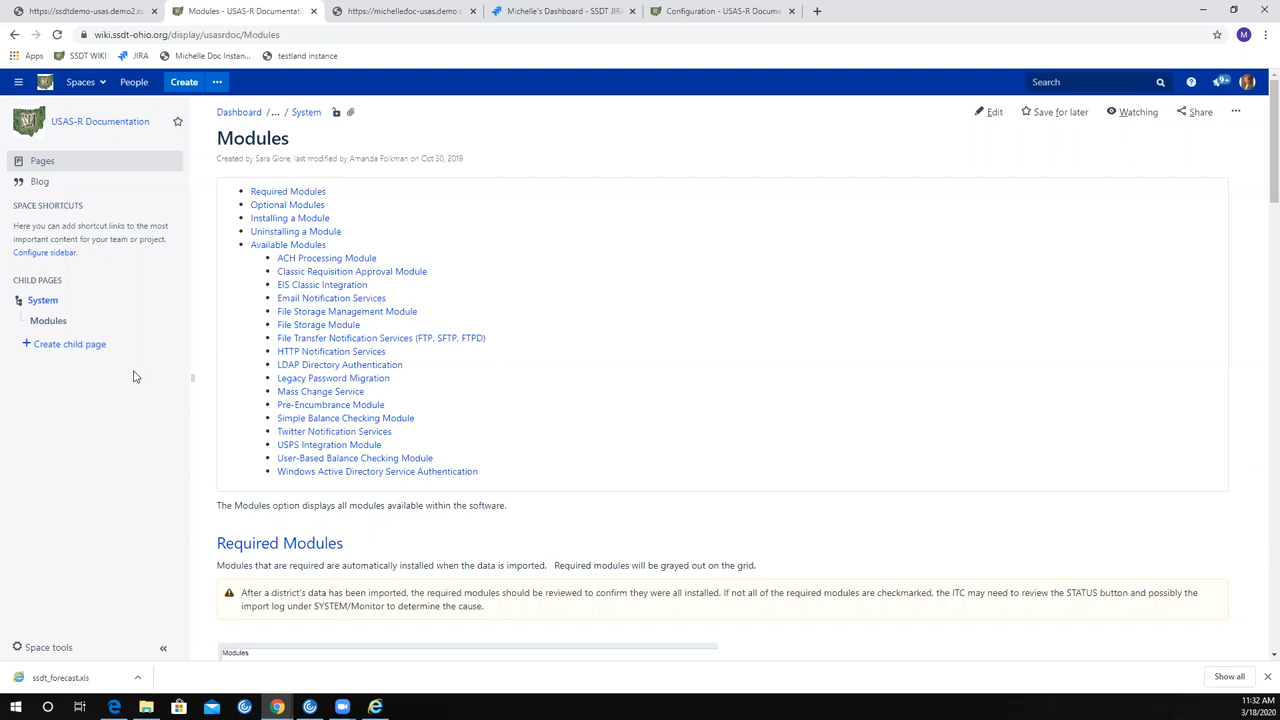 https://ssdtdemo-usas.demo2.ss
Modules - USAS-R Documentatio
https://michelledoc-usas.demo.s
Michelle's Dashboard - SSDT JIRA
Configuration - USAS-R Docume
wiki.ssdt-ohio.org/display/usasrdoc/Modules
M
Apps
SSDT WIKI
JIRA
Michelle Doc Instan...
testland instance
Spaces
People
Create
Search
9+
USAS-R Documentation
Pages
Blog
SPACE SHORTCUTS
Here you can add shortcut links to the most
important content for your team or project.
Configure sidebar.
CHILD PAGES
System
Modules
+ Create child page
Space tools
Dashboard /... / System
Edit
Save for later
Watching
Share
Modules
Created by Sara Glore, last modified by Amanda Folkman on Oct 30, 2019
• Required Modules
• Optional Modules
• Installing a Module
• Uninstalling a Module
• Available Modules
• ACH Processing Module
• Classic Requisition Approval Module
• EIS Classic Integration
• Email Notification Services
• File Storage Management Module
• File Storage Module
• File Transfer Notification Services (FTP, SFTP, FTPD)
• HTTP Notification Services
• LDAP Directory Authentication
• Legacy Password Migration
• Mass Change Service
• Pre-Encumbrance Module
• Simple Balance Checking Module
• Twitter Notification Services
• USPS Integration Module
• User-Based Balance Checking Module
• Windows Active Directory Service Authentication
The Modules option displays all modules available within the software.
Required Modules
Modules that are required are automatically installed when the data is imported. Required modules will be grayed out on the grid.
After a district's data has been imported, the required modules should be reviewed to confirm they were all installed. If not all of the required modules are checkmarked, the ITC may need to review the STATUS button and possibly the
import log under SYSTEM/Monitor to determine the cause.
Modules
ssdt_forecast.xls
Show all
11:32 AM
3/18/2020